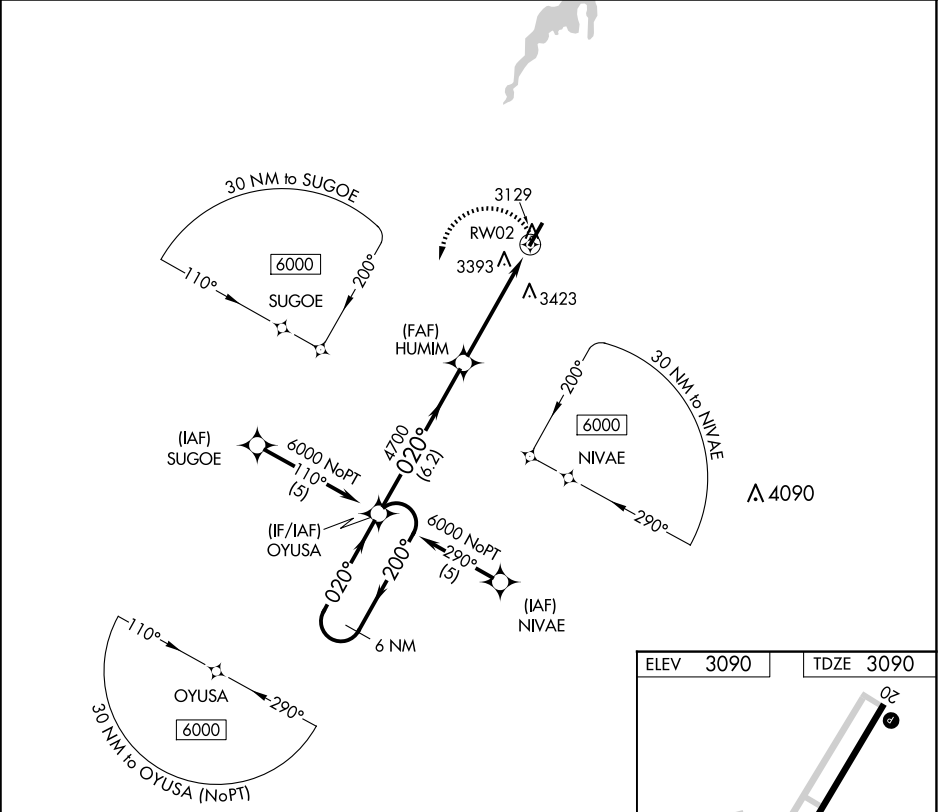 30 NM to SUGOE
6000
110°
200°
SUGOE
3129
RW02
3393
3423
(FAF)
HUMIM
200°
30 NM to NIVAE
6000
NIVAE
290°
4090
(IAF)
SUGOE
6000 NoPT
110°
(5)
4700
020°
(6.2)
(IF/IAF)
OYUSA
6000 NoPT
290°
(5)
020°
200°
(IAF)
NIVAE
6 NM
110°
OYUSA
290°
6000
30 NM to OYUSA (NoPT)
ELEV 3090
TDZE 3090
20
P